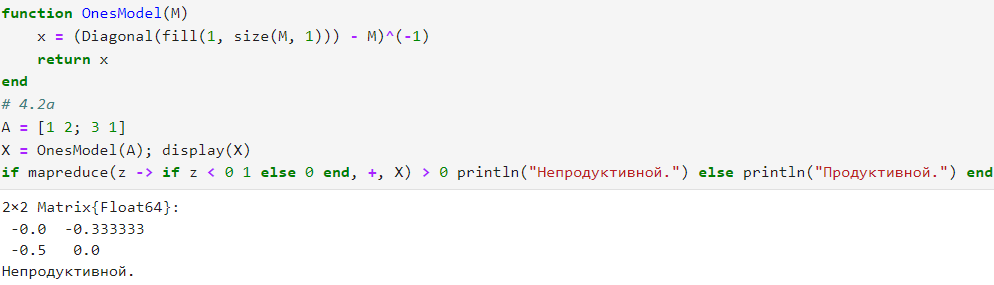 function OnesModel(M)
    x = (Diagonal(fill(1, size(M, 1))) - M)^(-1)
    return x
end
# 4.2a
A = [1 2; 3 1]
X = OnesModel(A); display(X)
if mapreduce(z -> if z < 0 1 else 0 end, +, X) > 0 println("Непродуктивной.") else println("Продуктивной.") end
2×2 Matrix{Float64}:
 -0.0  -0.333333
 -0.5   0.0
Непродуктивной.